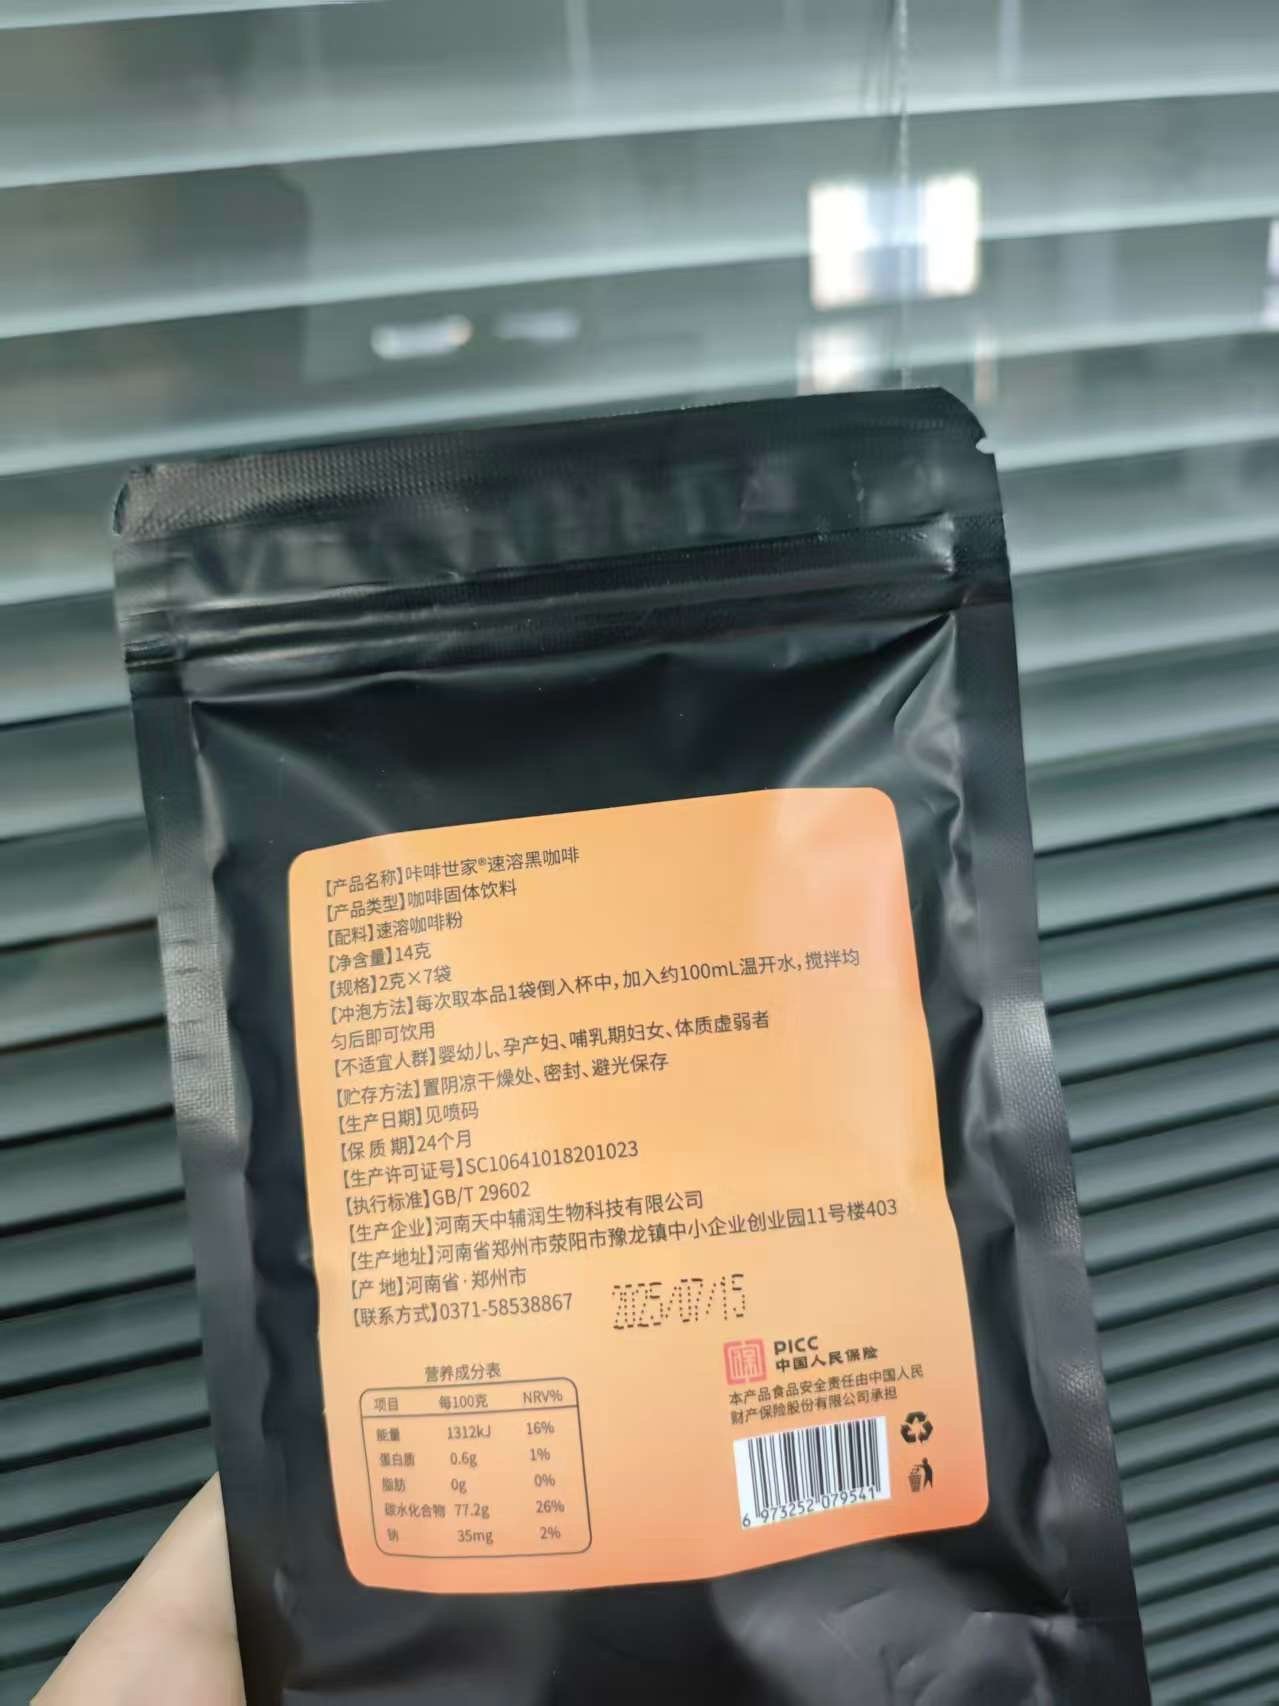 【产品名称】咔啡世家®速溶黑咖啡
【产品类型】咖啡固体饮料
【配料】速溶咖啡粉
【净含量】14克
【规格】2克×7袋
【冲泡方法】每次取本品1袋倒入杯中,加入约100mL温开水,搅拌均
匀后即可饮用
【不适宜人群】婴幼儿、孕产妇、哺乳期妇女、体质虚弱者
【贮存方法】置阴凉干燥处、密封、避光保存
【生产日期】见喷码
【保 质 期】24个月
【生产许可证号】SC10641018201023
【执行标准】GB/T 29602
【生产企业】河南天中辅润生物科技有限公司
【生产地址】河南省郑州市荥阳市豫龙镇中小企业创业园11号楼403
【产 地】河南省·郑州市
【联系方式】0371-58538867
2025/07/15
营养成分表
项目 每100克 NRV%
能量 1312kJ 16%
蛋白质 0.6g 1%
脂肪 0g 0%
碳水化合物 77.2g 26%
钠 35mg 2%
保
PICC
中国人民保险
本产品食品安全责任由中国人民
财产保险股份有限公司承担
6 973252 079541